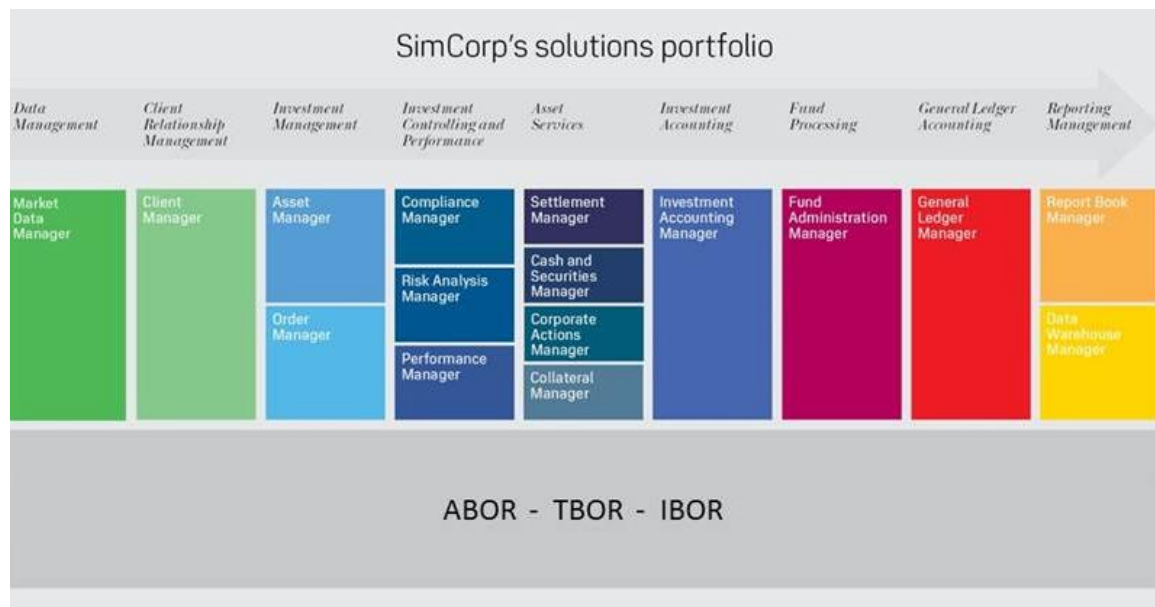 SimCorp's solutions portfolio
Data
Management
Client
Relationship
Management
Investment
Management
Investment
Controlling and
Performance
Asset
Services
Investment
Accounting
Fund
Processing
General Ledger
Accounting
Reporting
Management
Market
Data
Manager
Client
Manager
Asset
Manager
Order
Manager
Compliance
Manager
Risk Analysis
Manager
Performance
Manager
Settlement
Manager
Cash and
Securities
Manager
Corporate
Actions
Manager
Collateral
Manager
Investment
Accounting
Manager
Fund
Administration
Manager
General
Ledger
Manager
Report Book
Manager
Data
Warehouse
Manager
ABOR - TBOR - IBOR